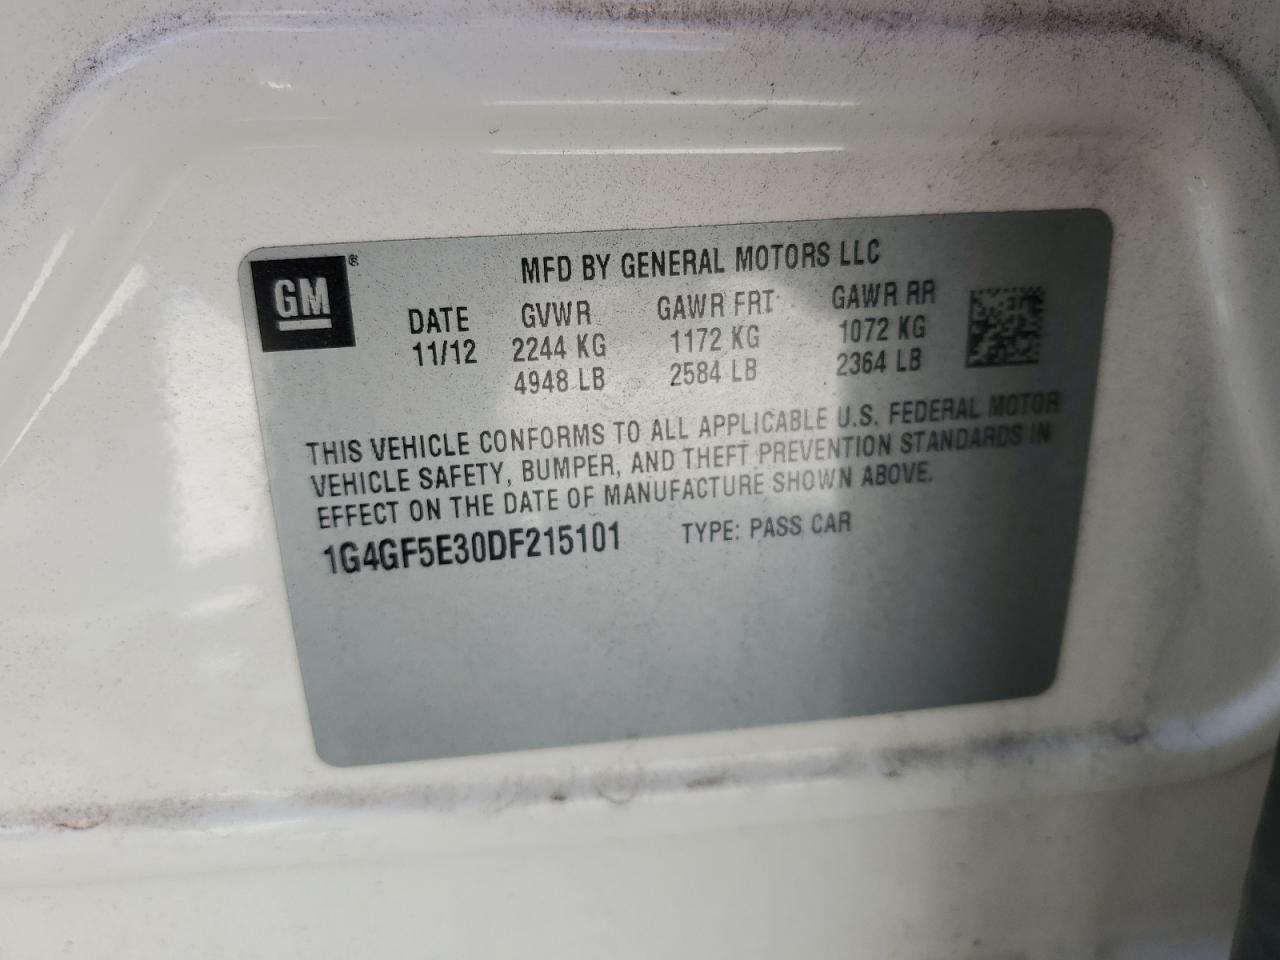 MFD BY GENERAL MOTORS LLC
GM®
DATE GVWR GAWR FRT GAWR RR
11/12 2244 KG 1172 KG 1072 KG
4948 LB 2584 LB 2364 LB
THIS VEHICLE CONFORMS TO ALL APPLICABLE U.S. FEDERAL MOTOR
VEHICLE SAFETY, BUMPER, AND THEFT PREVENTION STANDARDS IN
EFFECT ON THE DATE OF MANUFACTURE SHOWN ABOVE.
1G4GF5E30DF215101 TYPE: PASS CAR